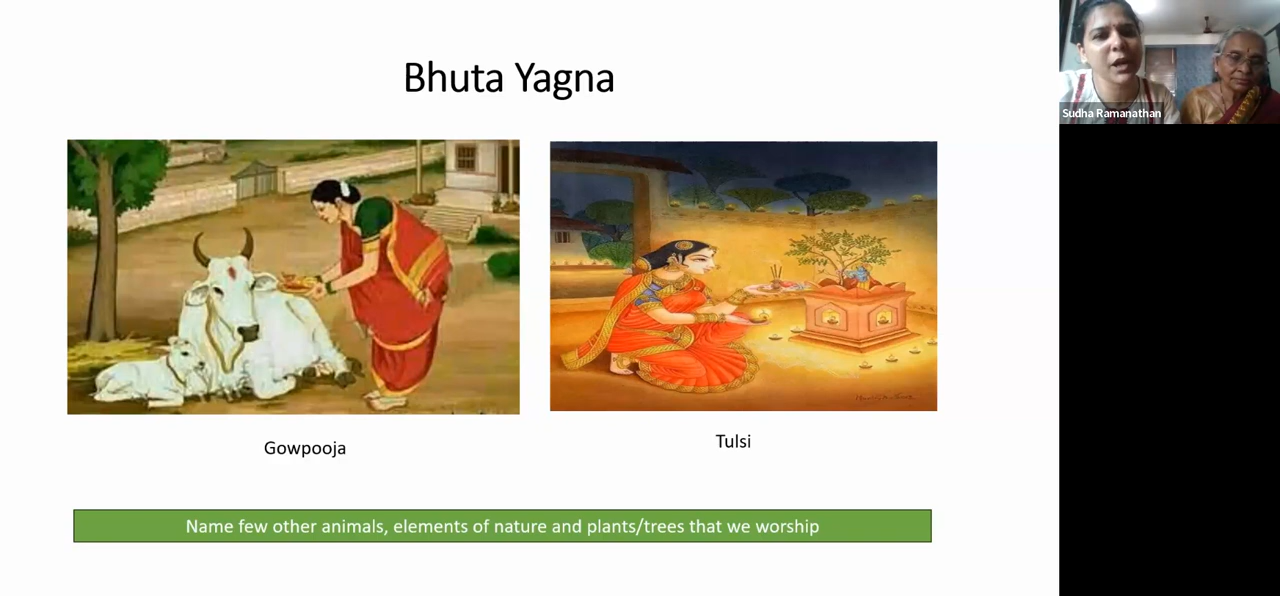 Bhuta Yagna
Sudha Ramanathan
Gowpooja
Tulsi
Name few other animals, elements of nature and plants/trees that we worship